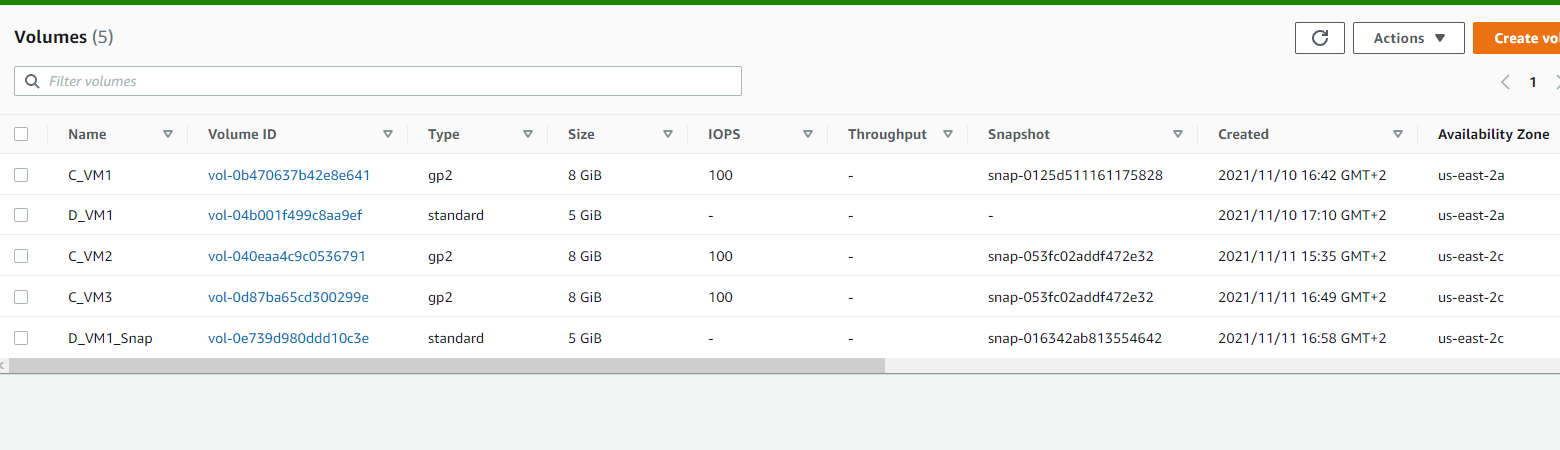 Volumes (5)
Actions
Create vol
Filter volumes
1
Name Volume ID Type Size IOPS Throughput Snapshot Created Availability Zone
C_VM1 vol-0b470637b42e8e641 gp2 8 GiB 100 - snap-0125d511161175828 2021/11/10 16:42 GMT+2 us-east-2a
D_VM1 vol-04b001f499c8aa9ef standard 5 GiB - - - 2021/11/10 17:10 GMT+2 us-east-2a
C_VM2 vol-040eaa4c9c0536791 gp2 8 GiB 100 - snap-053fc02addf472e32 2021/11/11 15:35 GMT+2 us-east-2c
C_VM3 vol-0d87ba65cd300299e gp2 8 GiB 100 - snap-053fc02addf472e32 2021/11/11 16:49 GMT+2 us-east-2c
D_VM1_Snap vol-0e739d980ddd10c3e standard 5 GiB - - snap-016342ab813554642 2021/11/11 16:58 GMT+2 us-east-2c